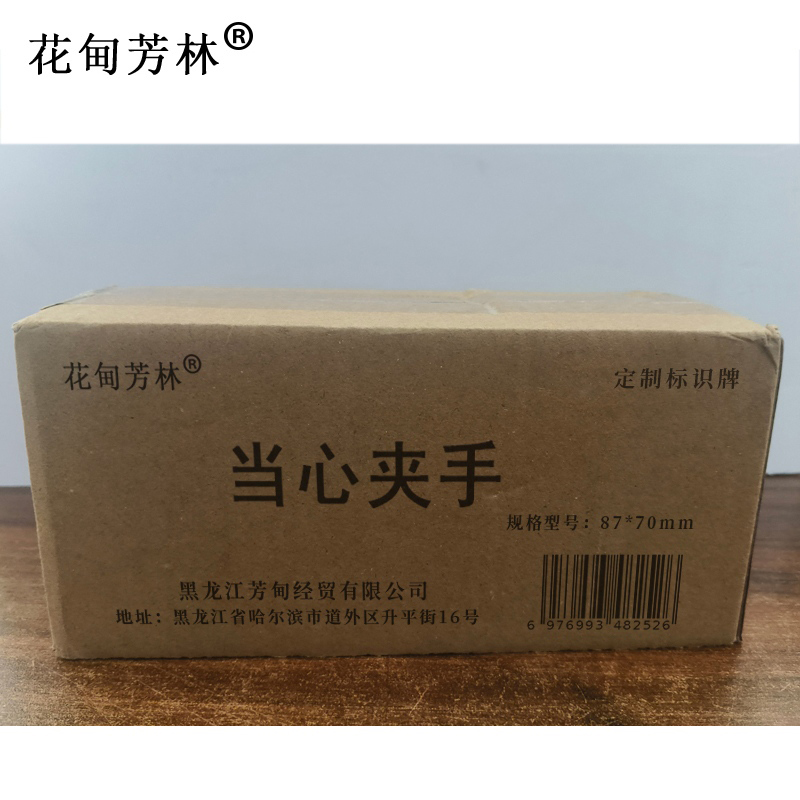 花甸芳林®
花甸芳林®
定制标识牌
当心夹手
规格型号：87*70mm
黑龙江芳甸经贸有限公司
地址：黑龙江省哈尔滨市道外区升平街16号
6 976993 482526